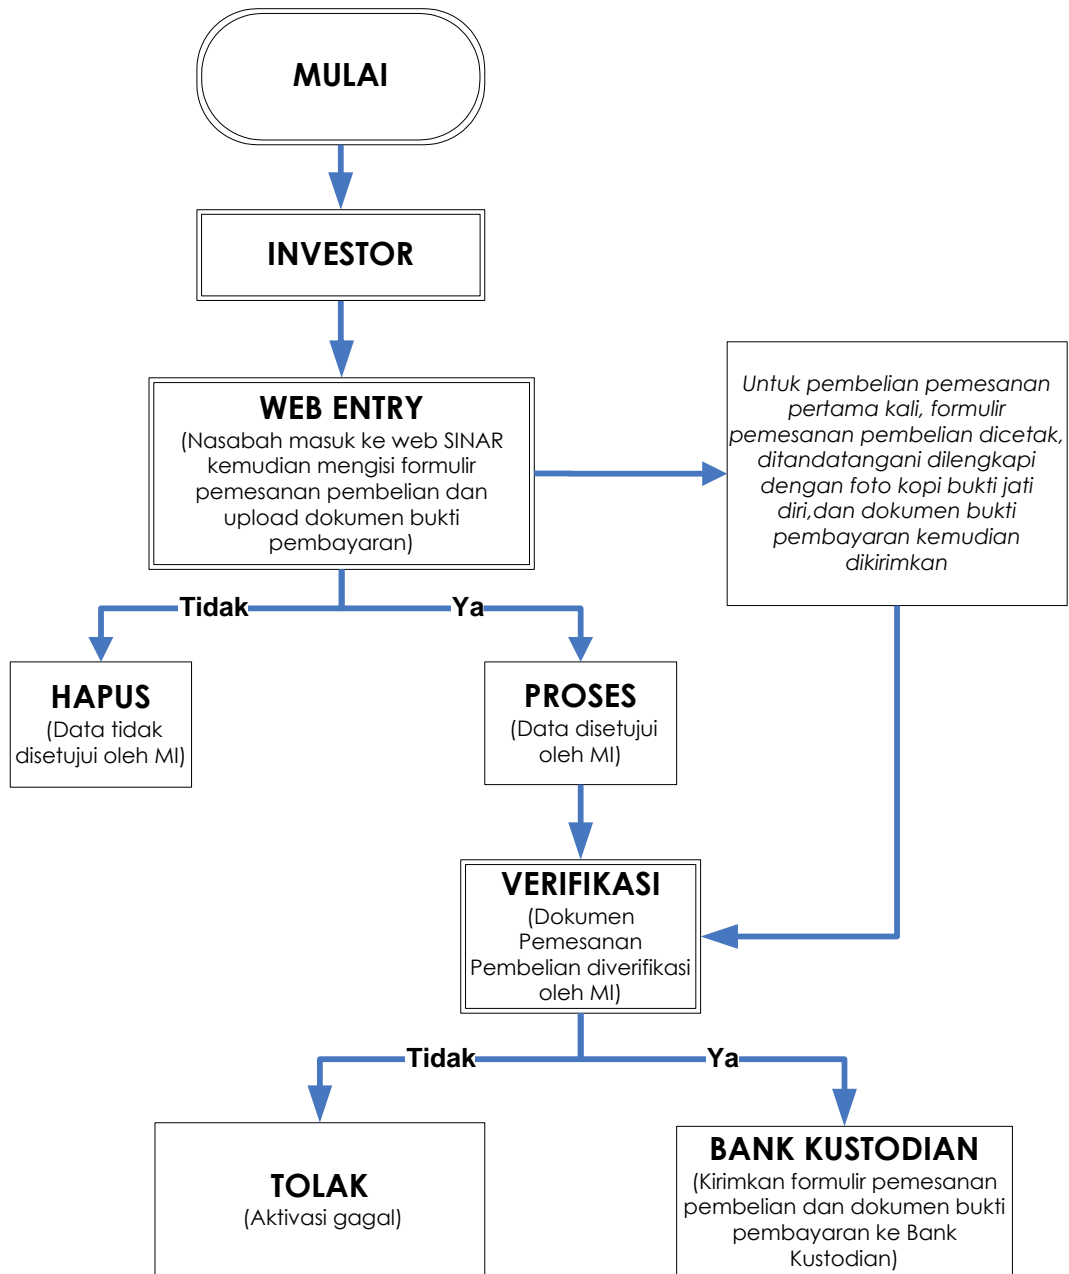 MULAI
INVESTOR
WEB ENTRY
(Nasabah masuk ke web SINAR
kemudian mengisi formulir
pemesanan pembelian dan
upload dokumen bukti
pembayaran)
Untuk pembelian pemesanan
pertama kali, formulir
pemesanan pembelian dicetak,
ditandatangani dilengkapi
dengan foto kopi bukti jati
diri,dan dokumen bukti
pembayaran kemudian
dikirimkan
Tidak
Ya
HAPUS
(Data tidak
disetujui oleh MI)
PROSES
(Data disetujui
oleh MI)
VERIFIKASI
(Dokumen
Pemesanan
Pembelian diverifikasi
oleh MI)
Tidak
Ya
TOLAK
(Aktivasi gagal)
BANK KUSTODIAN
(Kirimkan formulir pemesanan
pembelian dan dokumen bukti
pembayaran ke Bank
Kustodian)